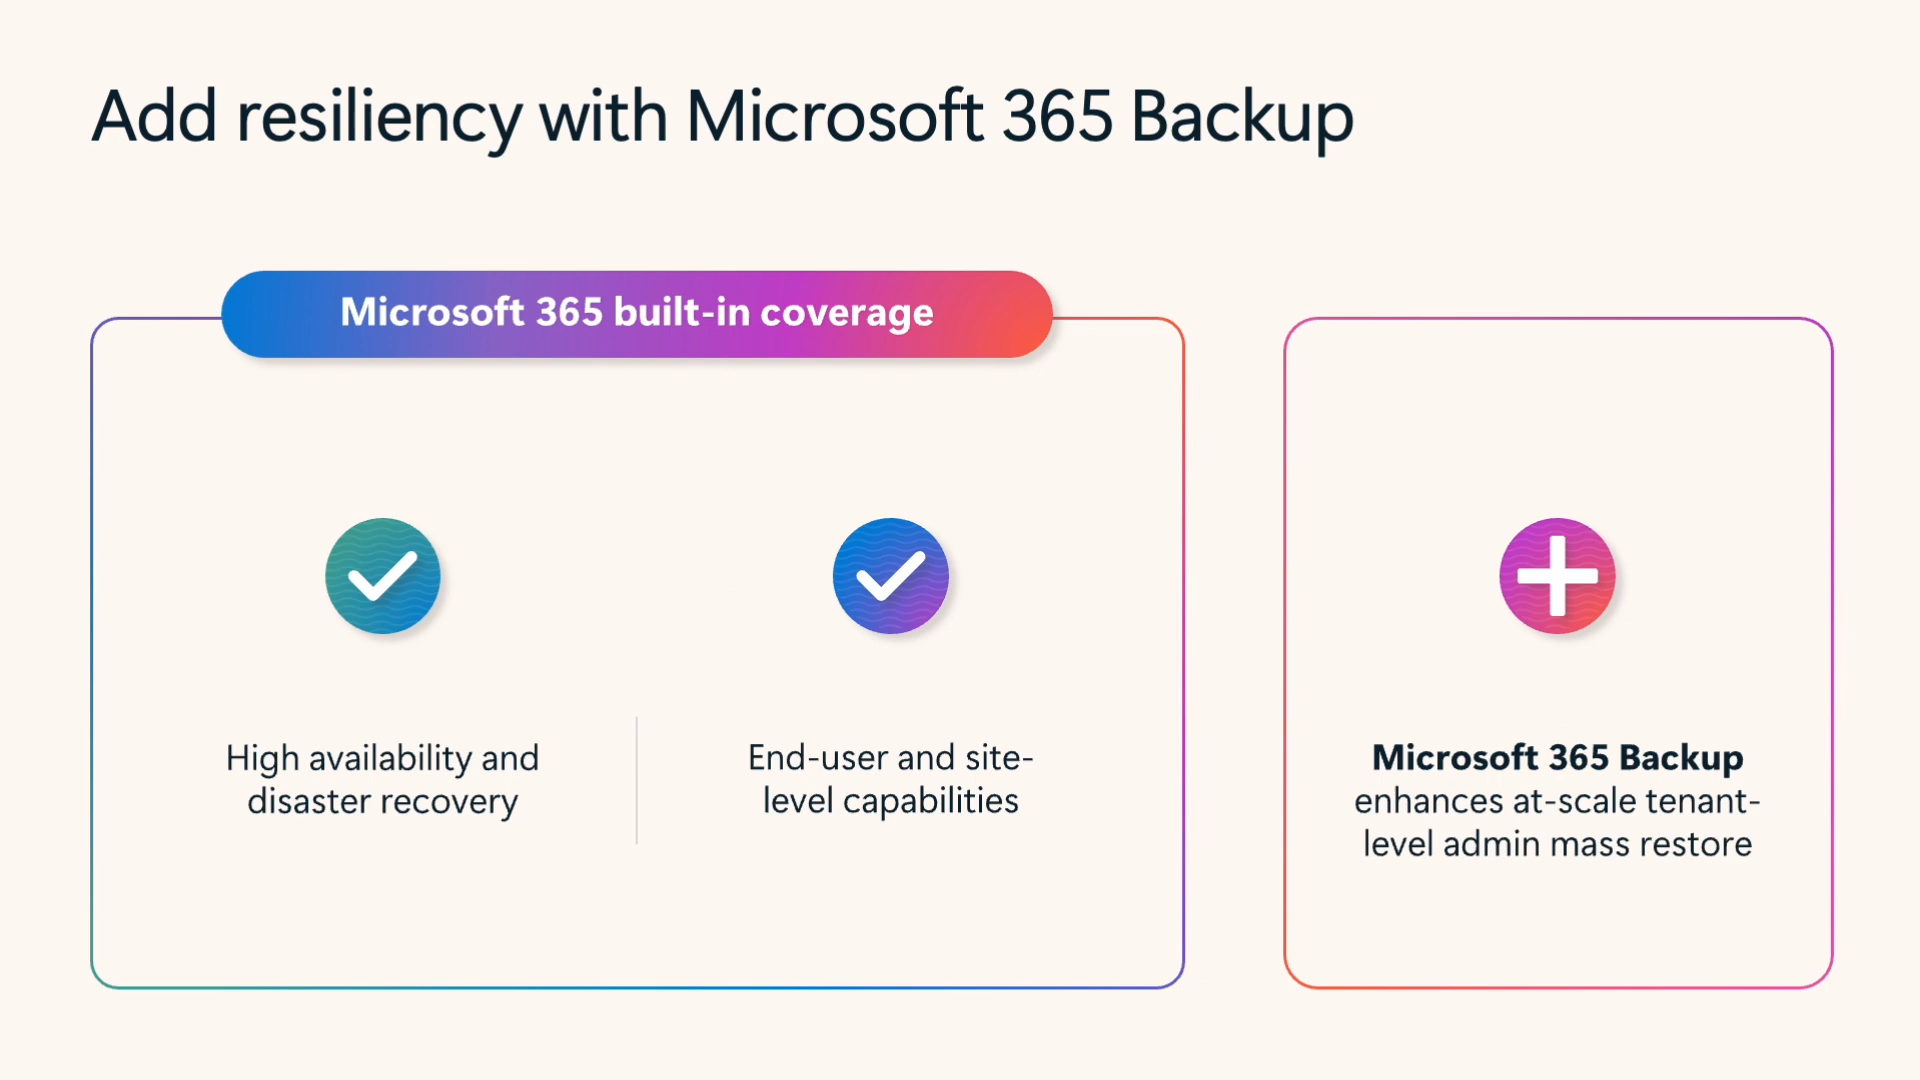 Add resiliency with Microsoft 365 Backup
Microsoft 365 built-in coverage
High availability and
disaster recovery
End-user and site-
level capabilities
Microsoft 365 Backup
enhances at-scale tenant-
level admin mass restore